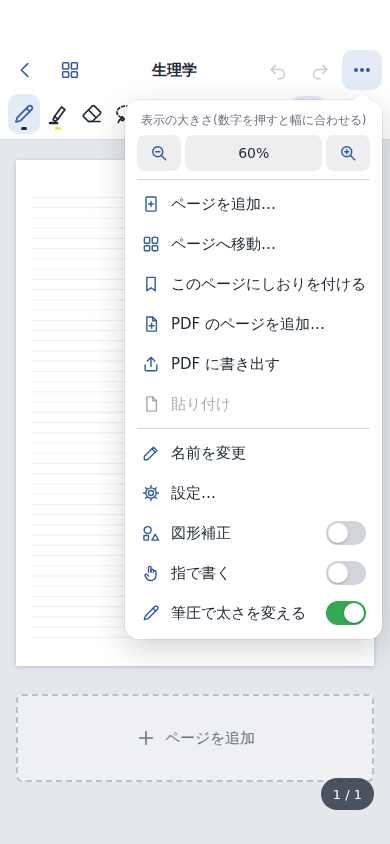 生理学
表示の大きさ(数字を押すと幅に合わせる)
60%
ページを追加…
ページへ移動…
このページにしおりを付ける
PDF のページを追加…
PDF に書き出す
貼り付け
名前を変更
設定…
図形補正
指で書く
筆圧で太さを変える
ページを追加
1 / 1